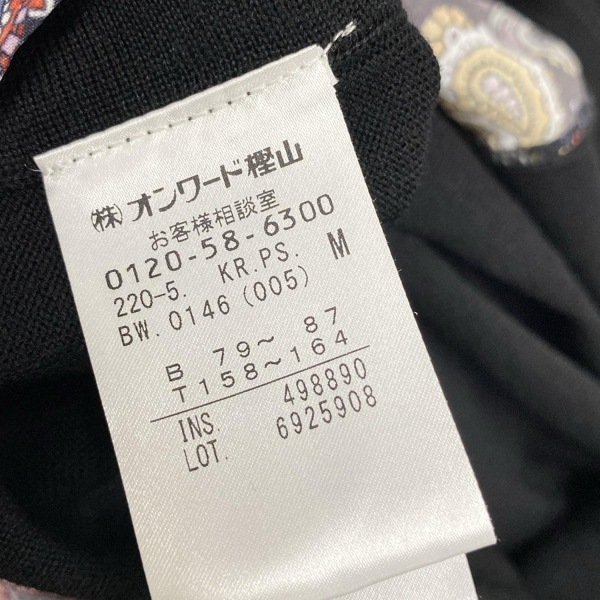 (株)オンワード樫山
お客様相談室
0120-58-6300
220-5. KR.PS. M
BW.0146(005)
B 79〜 87
T158〜164
INS. 498890
LOT. 6925908